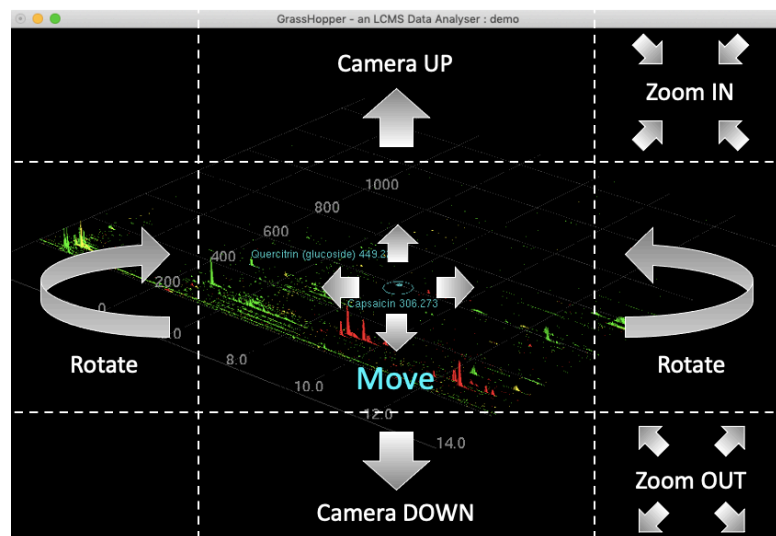 GrassHopper - an LCMS Data Analyser : demo
Camera UP
Zoom IN
1000
800
600
Quercitrin (glucoside) 449.
400
200
0
Capsaicin 306.273
Rotate
8.0
Move
Rotate
10.0
12.0
14.0
Zoom OUT
Camera DOWN